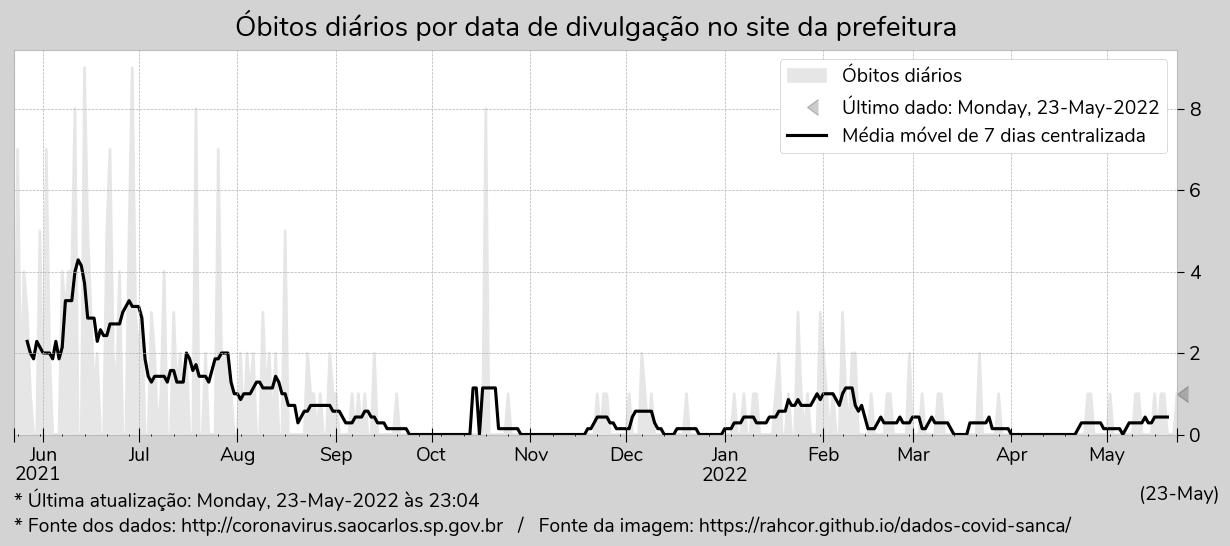 Óbitos diários por data de divulgação no site da prefeitura
Óbitos diários
Último dado: Monday, 23-May-2022
Média móvel de 7 dias centralizada
8
6
4
2
0
Jun Jul Aug Sep Oct Nov Dec Jan Feb Mar Apr May
2021 2022
(23-May)
* Última atualização: Monday, 23-May-2022 às 23:04
* Fonte dos dados: http://coronavirus.saocarlos.sp.gov.br / Fonte da imagem: https://rahcor.github.io/dados-covid-sanca/